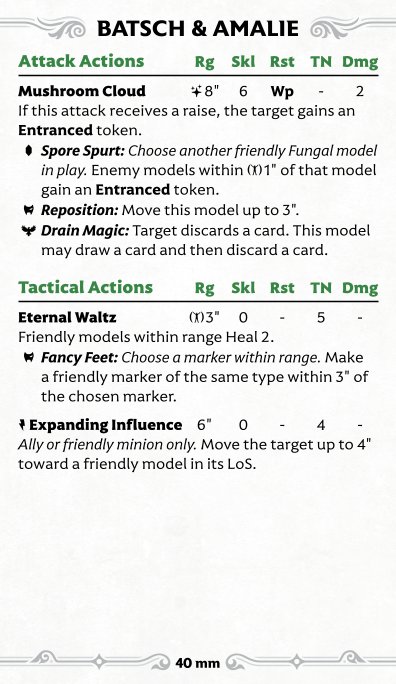 BATSCH & AMALIE
Attack Actions Rg Skl Rst TN Dmg
Mushroom Cloud 8" 6 Wp - 2
If this attack receives a raise, the target gains an
Entranced token.
Spore Spurt: Choose another friendly Fungal model
in play. Enemy models within 1" of that model
gain an Entranced token.
Reposition: Move this model up to 3".
Drain Magic: Target discards a card. This model
may draw a card and then discard a card.
Tactical Actions Rg Skl Rst TN Dmg
Eternal Waltz 3" 0 - 5 -
Friendly models within range Heal 2.
Fancy Feet: Choose a marker within range. Make
a friendly marker of the same type within 3" of
the chosen marker.
Expanding Influence 6" 0 - 4 -
Ally or friendly minion only. Move the target up to 4"
toward a friendly model in its LoS.
40 mm